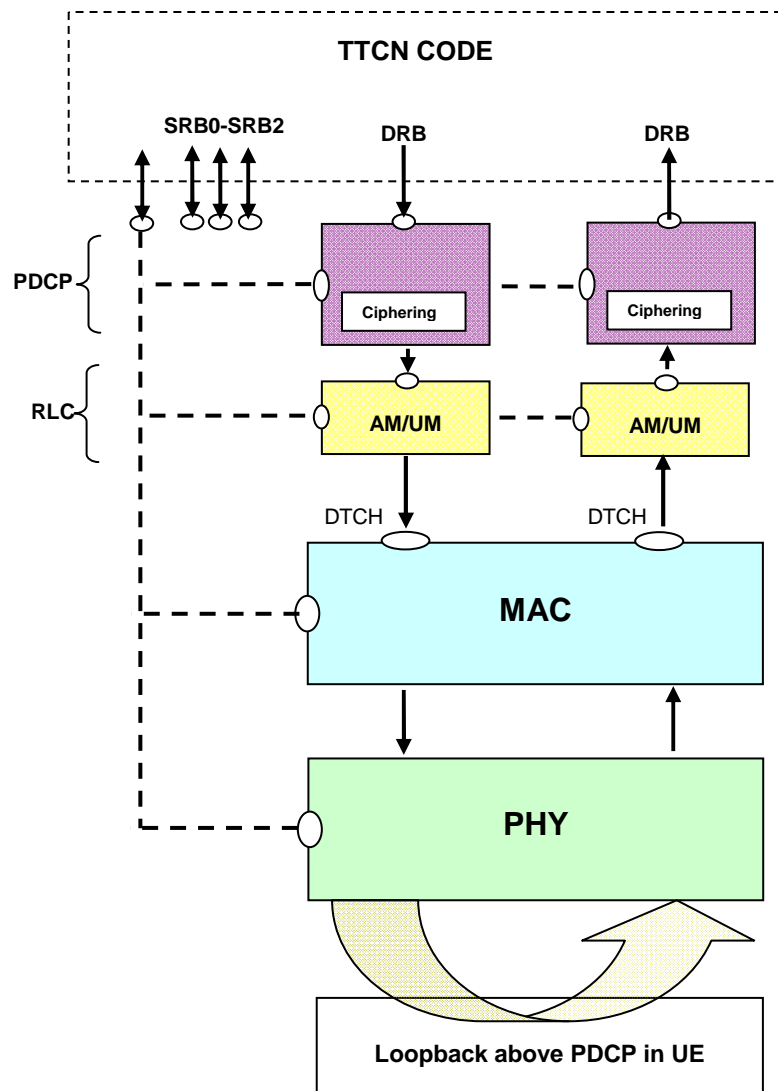 TTCN CODE
SRB0-SRB2
DRB
DRB
PDCP
Ciphering
Ciphering
RLC
AM/UM
AM/UM
DTCH
DTCH
MAC
PHY
Loopback above PDCP in UE